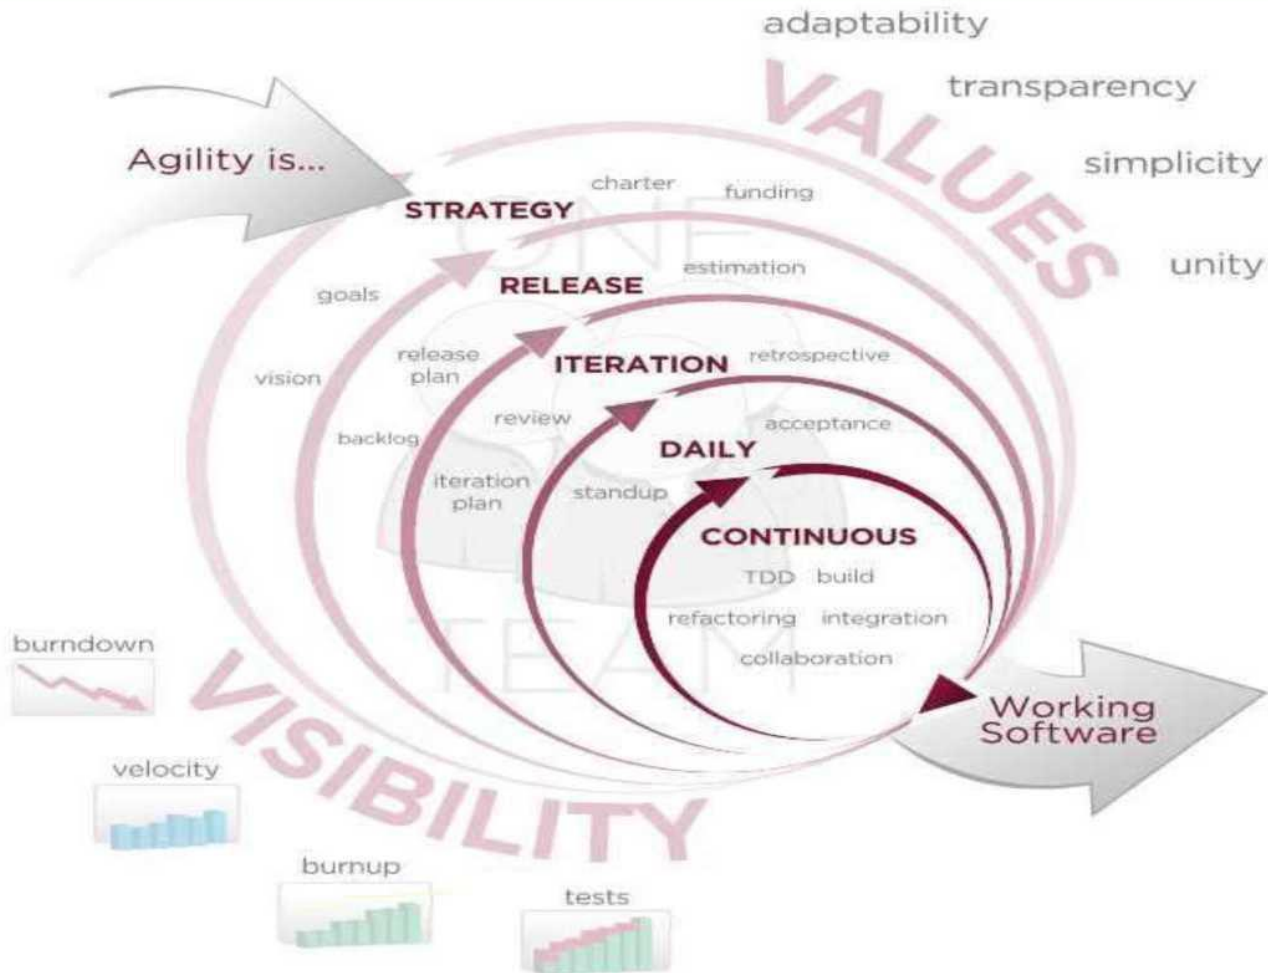 adaptability
transparency
simplicity
unity
VALUES
Agility is...
STRATEGY
charter
funding
goals
vision
ONE
RELEASE
estimation
release
plan
backlog
ITERATION
retrospective
review
iteration
plan
DAILY
acceptance
standup
CONTINUOUS
TDD build
refactoring integration
collaboration
TEAM
Working
Software
VISIBILITY
burndown
velocity
burnup
tests